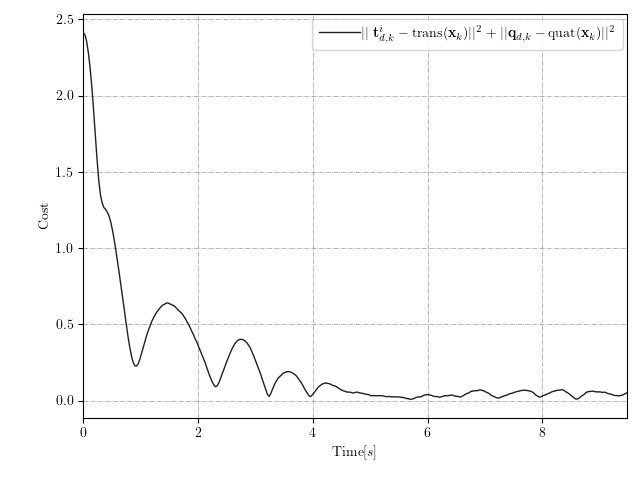 || t^i_{d,k} − trans(x_k)||^2 + ||q_{d,k} − quat(x_k)||^2
2.5
2.0
1.5
1.0
0.5
0.0
Cost
0 2 4 6 8
Time[s]